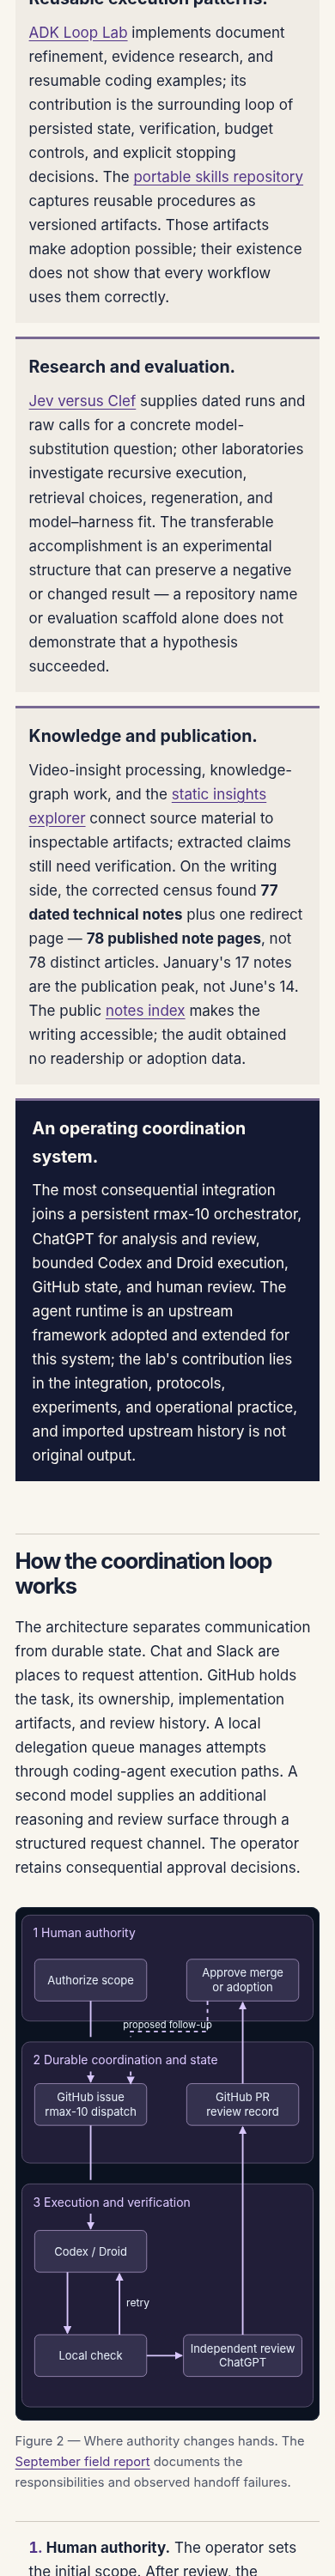 Reusable execution patterns.
ADK Loop Lab implements document
refinement, evidence research, and
resumable coding examples; its
contribution is the surrounding loop of
persisted state, verification, budget
controls, and explicit stopping
decisions. The portable skills repository
captures reusable procedures as
versioned artifacts. Those artifacts
make adoption possible; their existence
does not show that every workflow
uses them correctly.
Research and evaluation.
Jev versus Clef supplies dated runs and
raw calls for a concrete model-
substitution question; other laboratories
investigate recursive execution,
retrieval choices, regeneration, and
model–harness fit. The transferable
accomplishment is an experimental
structure that can preserve a negative
or changed result — a repository name
or evaluation scaffold alone does not
demonstrate that a hypothesis
succeeded.
Knowledge and publication.
Video-insight processing, knowledge-
graph work, and the static insights
explorer connect source material to
inspectable artifacts; extracted claims
still need verification. On the writing
side, the corrected census found 77
dated technical notes plus one redirect
page — 78 published note pages, not
78 distinct articles. January's 17 notes
are the publication peak, not June's 14.
The public notes index makes the
writing accessible; the audit obtained
no readership or adoption data.
An operating coordination
system.
The most consequential integration
joins a persistent rmax-10 orchestrator,
ChatGPT for analysis and review,
bounded Codex and Droid execution,
GitHub state, and human review. The
agent runtime is an upstream
framework adopted and extended for
this system; the lab's contribution lies
in the integration, protocols,
experiments, and operational practice,
and imported upstream history is not
original output.
How the coordination loop
works
The architecture separates communication
from durable state. Chat and Slack are
places to request attention. GitHub holds
the task, its ownership, implementation
artifacts, and review history. A local
delegation queue manages attempts
through coding-agent execution paths. A
second model supplies an additional
reasoning and review surface through a
structured request channel. The operator
retains consequential approval decisions.
1 Human authority
Authorize scope
Approve merge
or adoption
proposed follow-up
2 Durable coordination and state
GitHub issue
rmax-10 dispatch
GitHub PR
review record
3 Execution and verification
Codex / Droid
retry
Local check
Independent review
ChatGPT
Figure 2 — Where authority changes hands. The
September field report documents the
responsibilities and observed handoff failures.
1. Human authority. The operator sets
the initial scope. After review, the